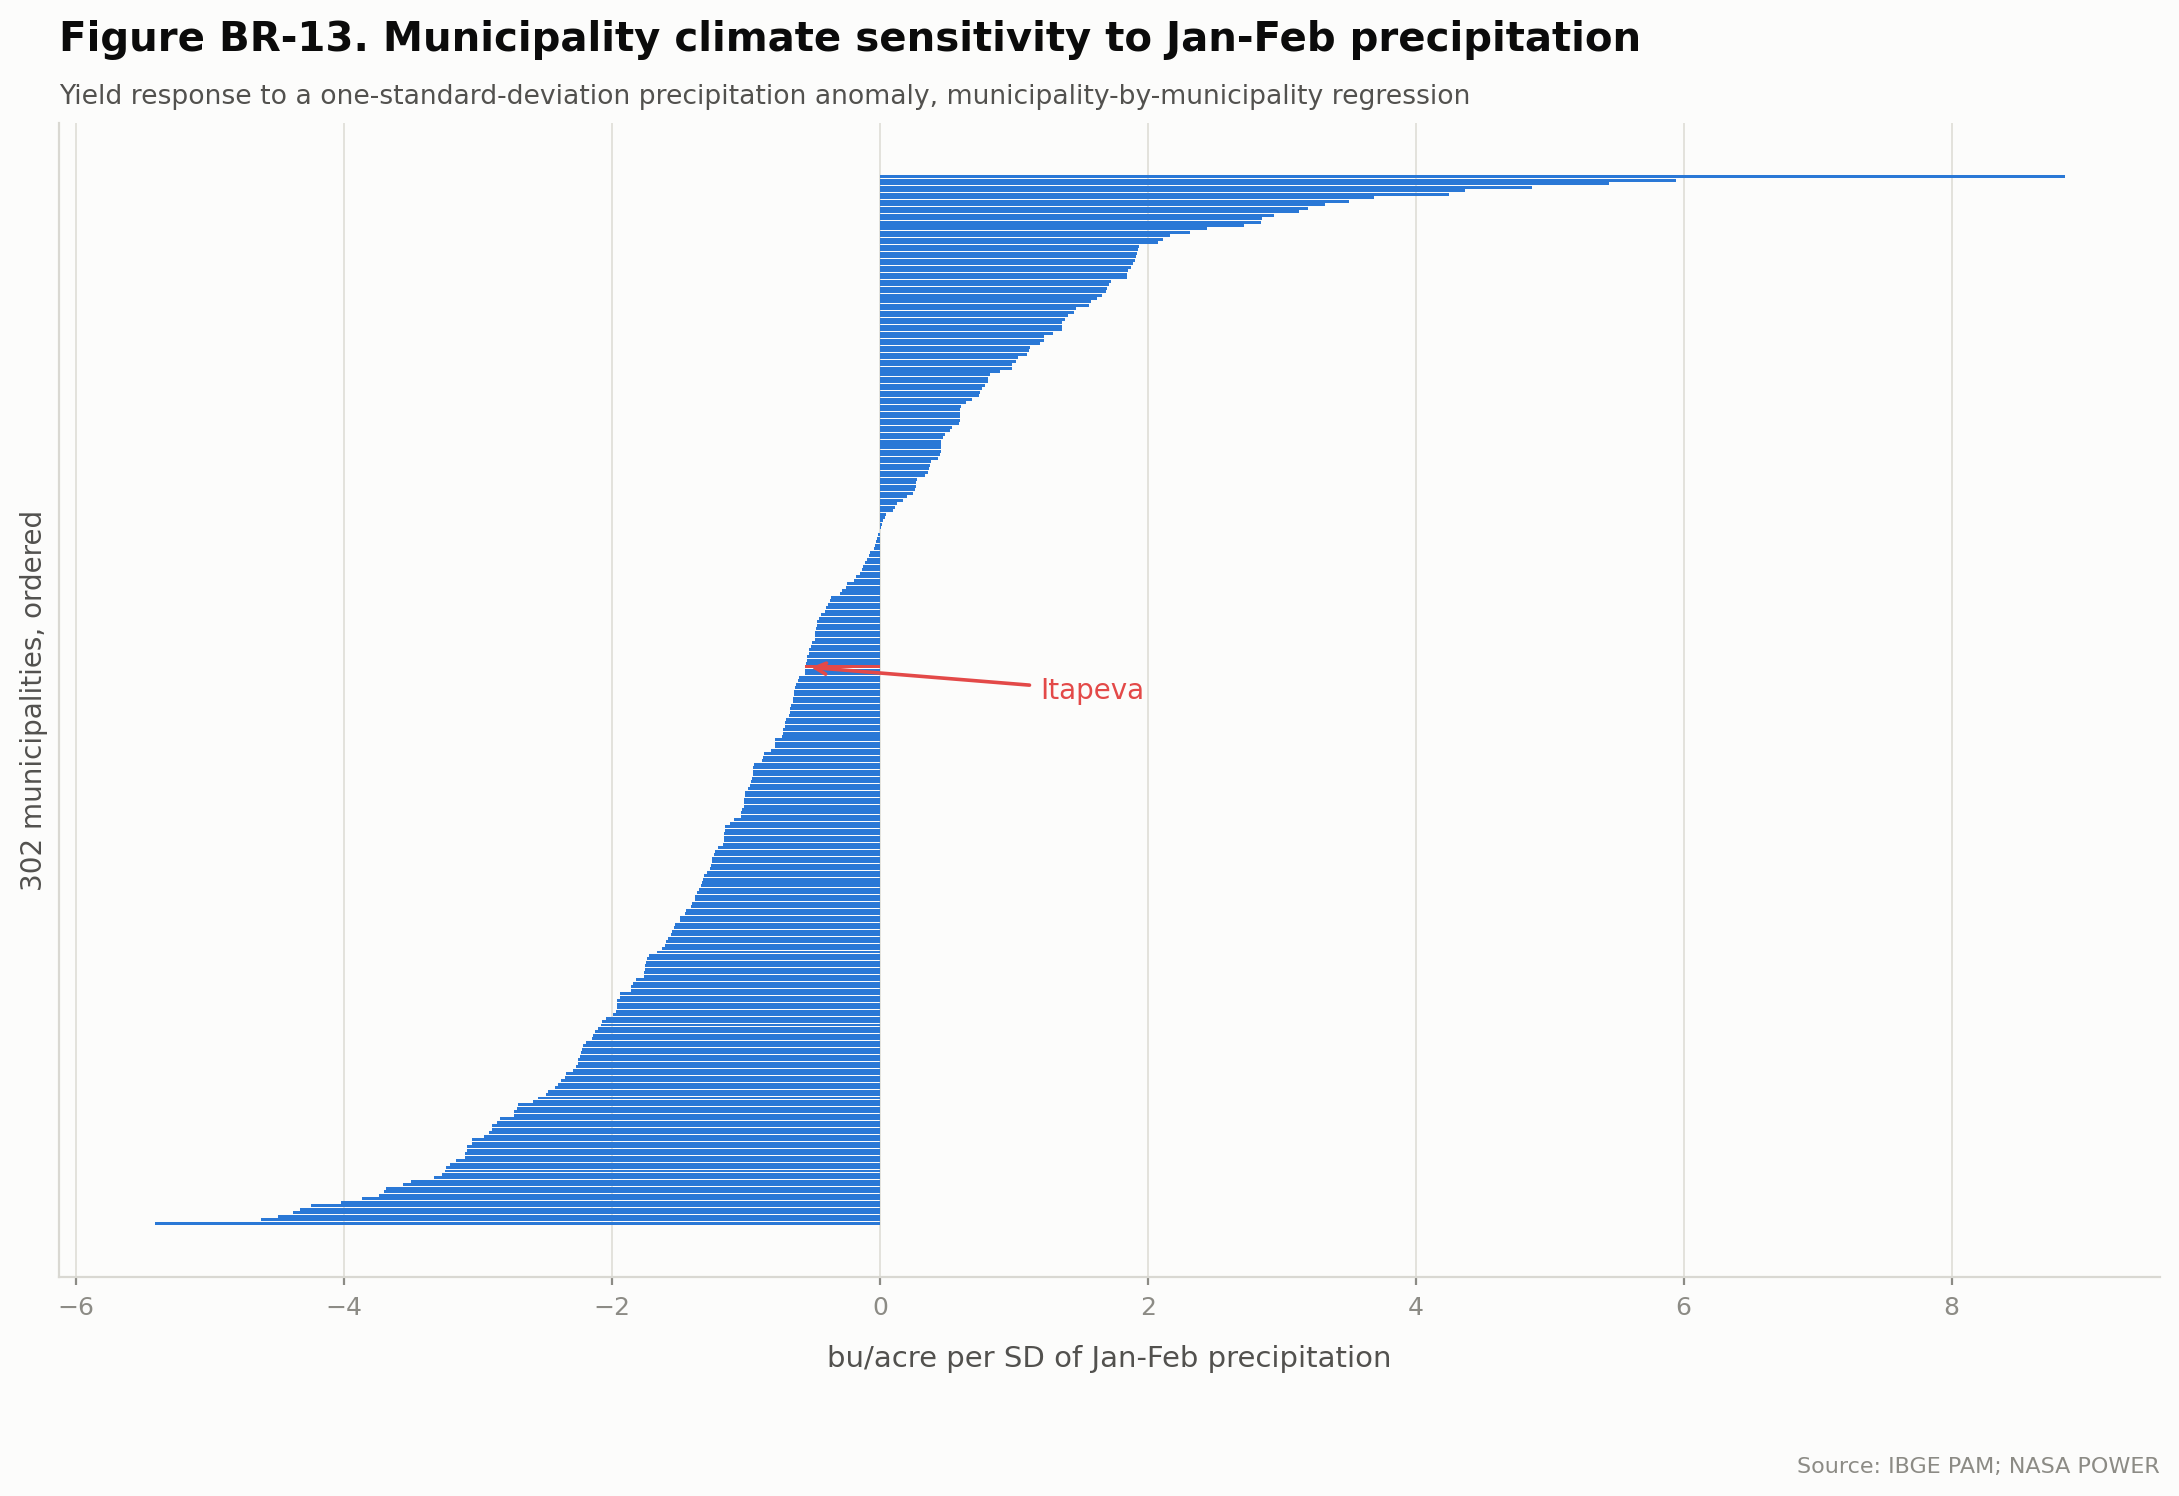 Figure BR-13. Municipality climate sensitivity to Jan-Feb precipitation
Yield response to a one-standard-deviation precipitation anomaly, municipality-by-municipality regression
302 municipalities, ordered
Itapeva
−6 −4 −2 0 2 4 6 8
bu/acre per SD of Jan-Feb precipitation
Source: IBGE PAM; NASA POWER